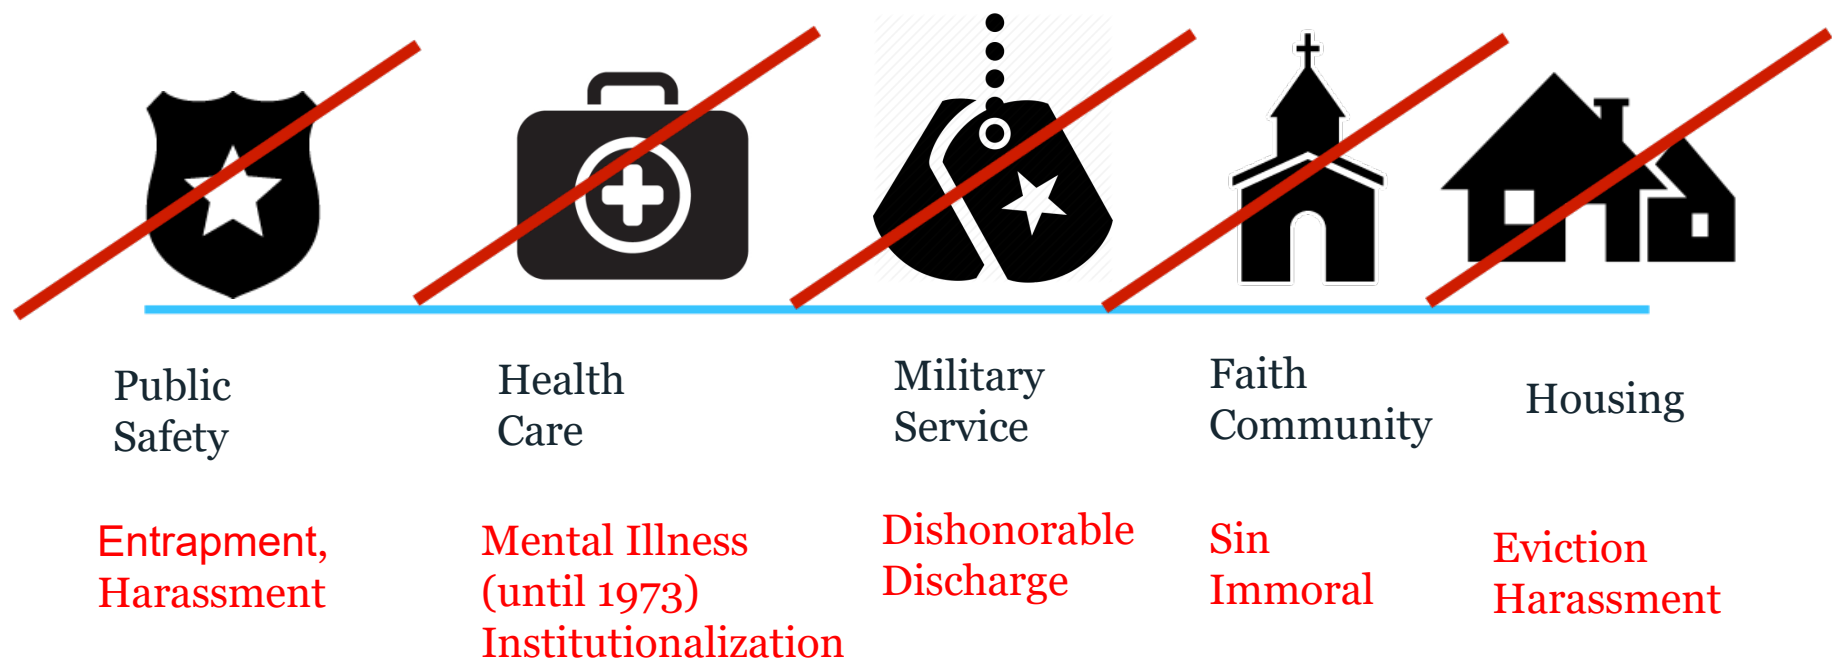 Public
Safety
Health
Care
Military
Service
Faith
Community
Housing
Entrapment,
Harassment
Mental Illness
(until 1973)
Institutionalization
Dishonorable
Discharge
Sin
Immoral
Eviction
Harassment